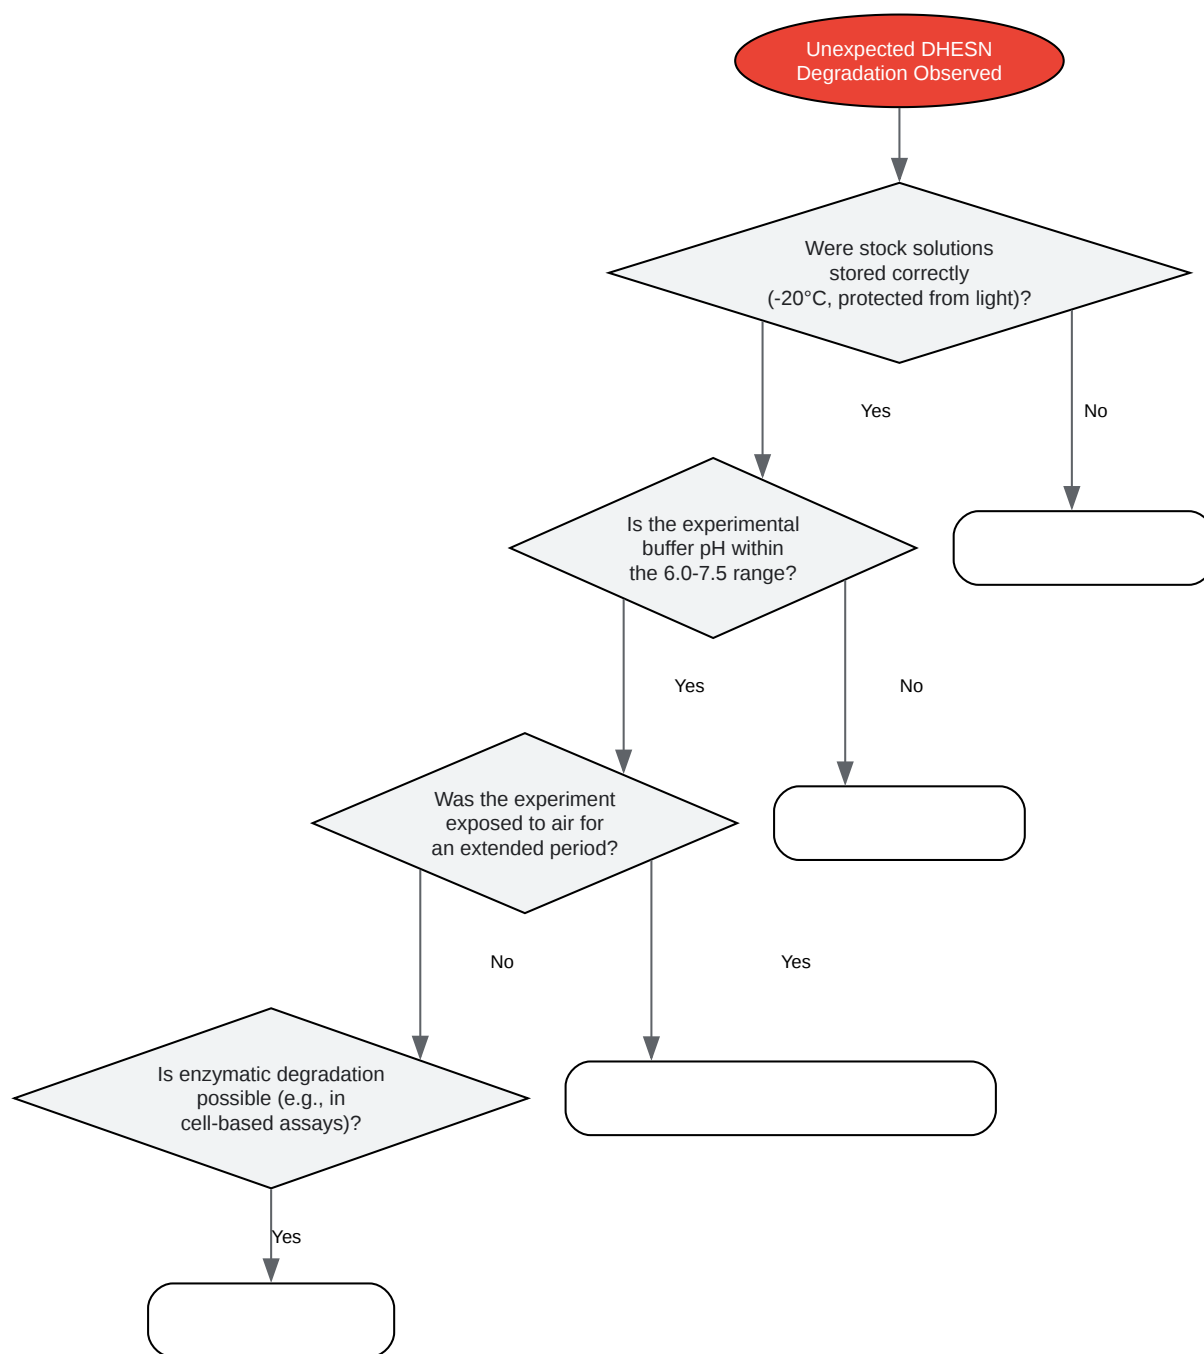 Unexpected DHESN
Degradation Observed
Were stock solutions
stored correctly
(-20°C, protected from light)?
Yes
No
Is the experimental
buffer pH within
the 6.0-7.5 range?
Yes
No
Was the experiment
exposed to air for
an extended period?
No
Yes
Is enzymatic degradation
possible (e.g., in
cell-based assays)?
Yes